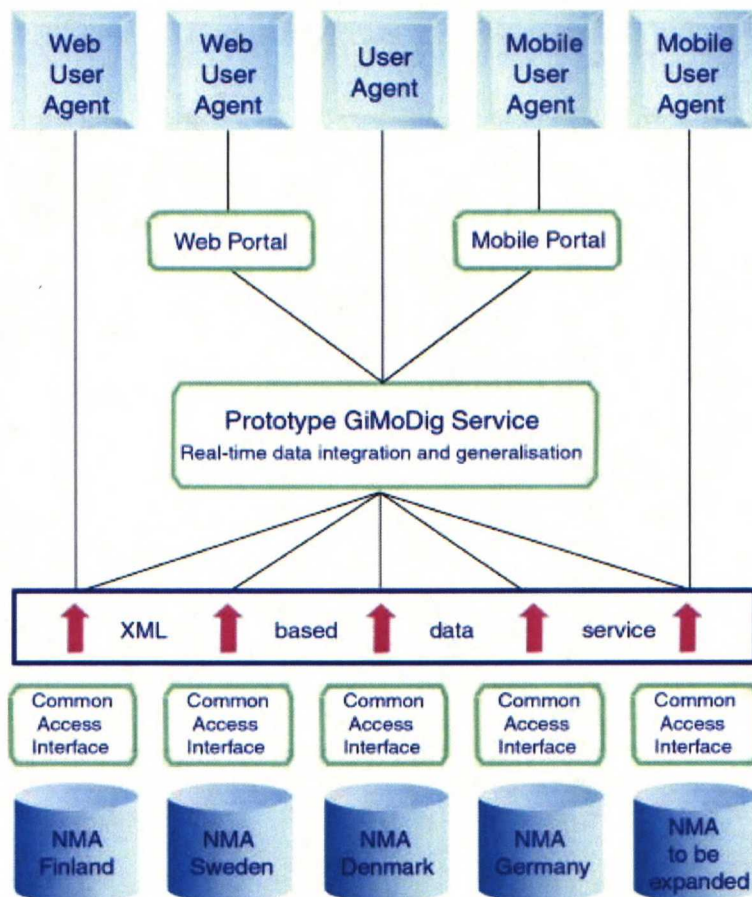 Web
User
Agent
Web
User
Agent
User
Agent
Mobile
User
Agent
Mobile
User
Agent
Web Portal
Mobile Portal
Prototype GiMoDig Service
Real-time data integration and generalisation
XML based data service
Common
Access
Interface
Common
Access
Interface
Common
Access
Interface
Common
Access
Interface
Common
Access
Interface
NMA
Finland
NMA
Sweden
NMA
Denmark
NMA
Germany
NMA
to be
expanded